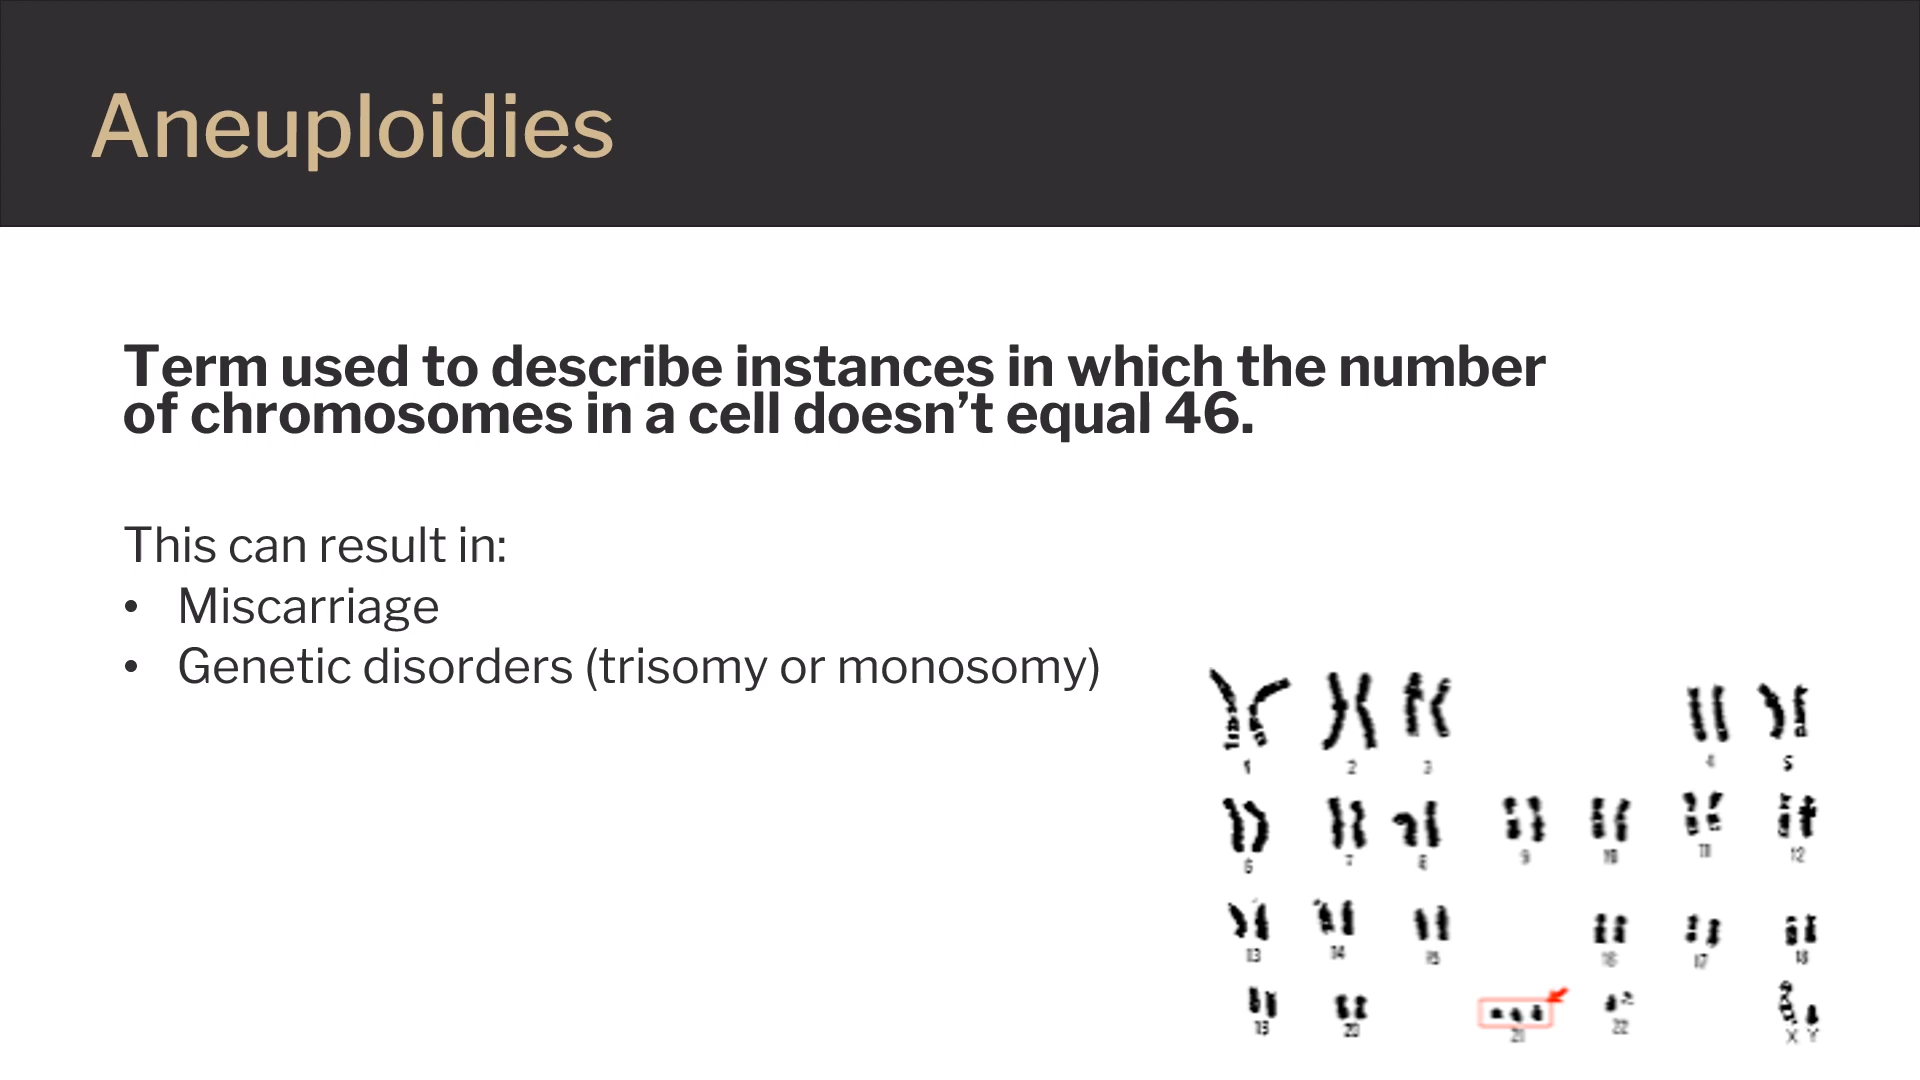 Aneuploidies
Term used to describe instances in which the number
of chromosomes in a cell doesn’t equal 46.
This can result in:
• Miscarriage
• Genetic disorders (trisomy or monosomy)
1 2 3 4 5
6 7 8 9 10 11 12
13 14 15 16 17 18
19 20 21 22 X Y